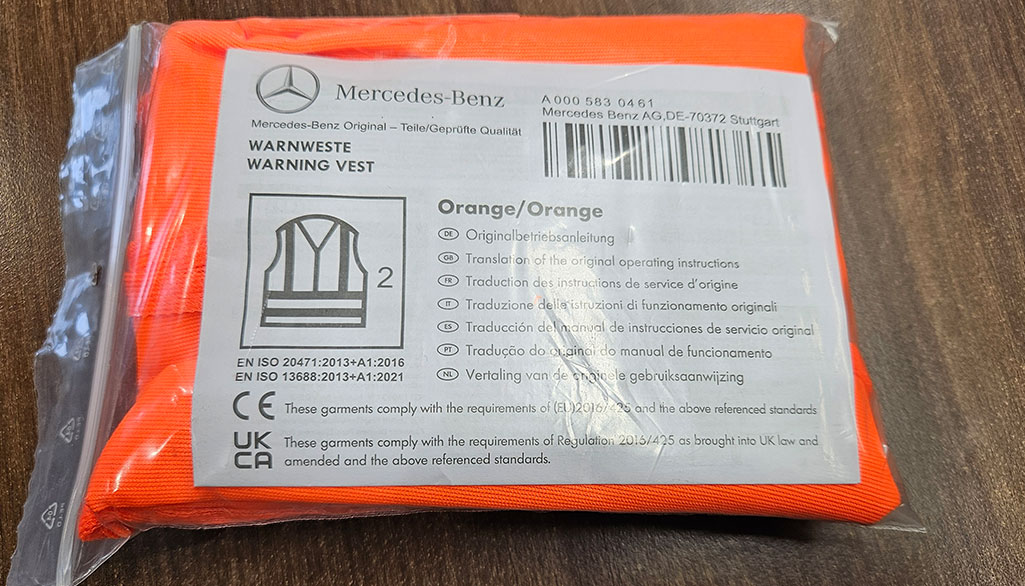 Mercedes-Benz
Mercedes-Benz Original – Teile/Geprüfte Qualität
WARNWESTE
WARNING VEST
A 000 583 0461
Mercedes Benz AG,DE-70372 Stuttgart
2
EN ISO 20471:2013+A1:2016
EN ISO 13688:2013+A1:2021
Orange/Orange
DE Originalbetriebsanleitung
GB Translation of the original operating instructions
FR Traduction des instructions de service d'origine
IT Traduzione delle istruzioni di funzionamento originali
ES Traducción del manual de instrucciones de servicio original
PT Tradução do original do manual de funcionamento
NL Vertaling van de originele gebruiksaanwijzing
CE These garments comply with the requirements of (EU)2016/425 and the above referenced standards
UK
CA
These garments comply with the requirements of Regulation 2016/425 as brought into UK law and
amended and the above referenced standards.